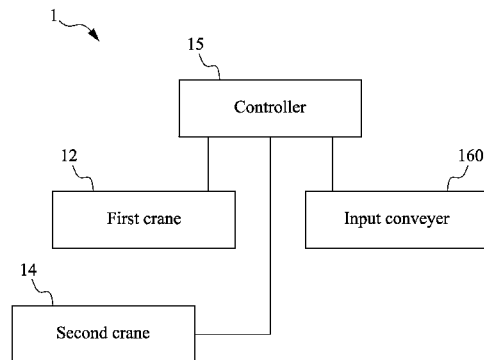 1
15
Controller
12
160
First crane
Input conveyer
14
Second crane